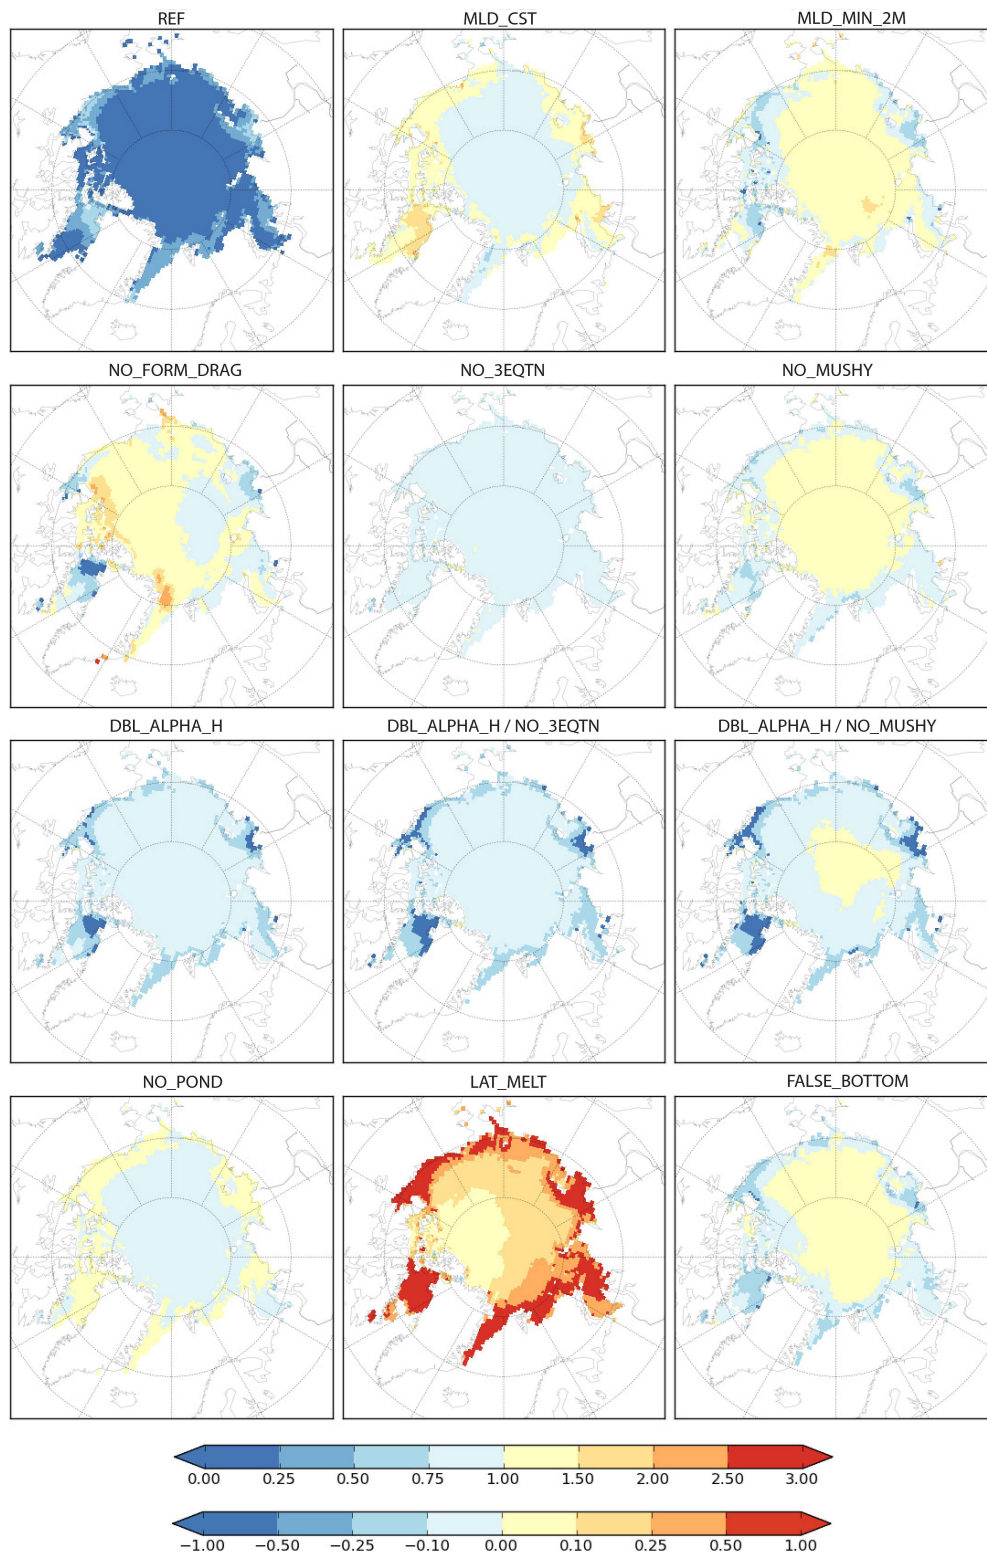 REF MLD_CST MLD_MIN_2M
NO_FORM_DRAG NO_3EQTN NO_MUSHY
DBL_ALPHA_H DBL_ALPHA_H / NO_3EQTN DBL_ALPHA_H / NO_MUSHY
NO_POND LAT_MELT FALSE_BOTTOM
0.00 0.25 0.50 0.75 1.00 1.50 2.00 2.50 3.00
−1.00 −0.50 −0.25 −0.10 0.00 0.10 0.25 0.50 1.00